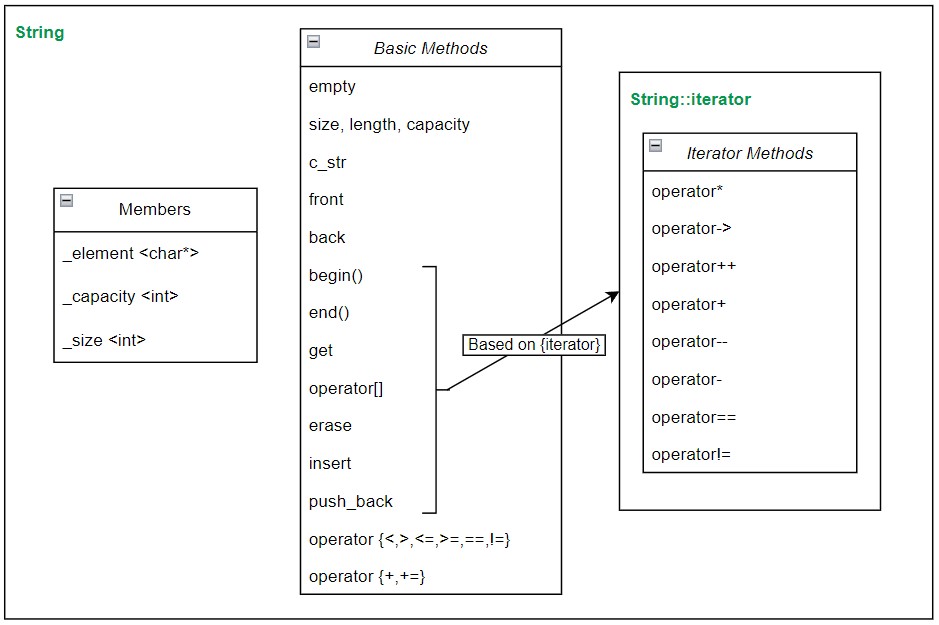 String
Members
_element <char*>
_capacity <int>
_size <int>
Basic Methods
empty
size, length, capacity
c_str
front
back
begin()
end()
get
operator[]
erase
insert
push_back
operator {<,>,<=,>=,==,!=}
operator {+,+=}
Based on {iterator}
String::iterator
Iterator Methods
operator*
operator->
operator++
operator+
operator--
operator-
operator==
operator!=